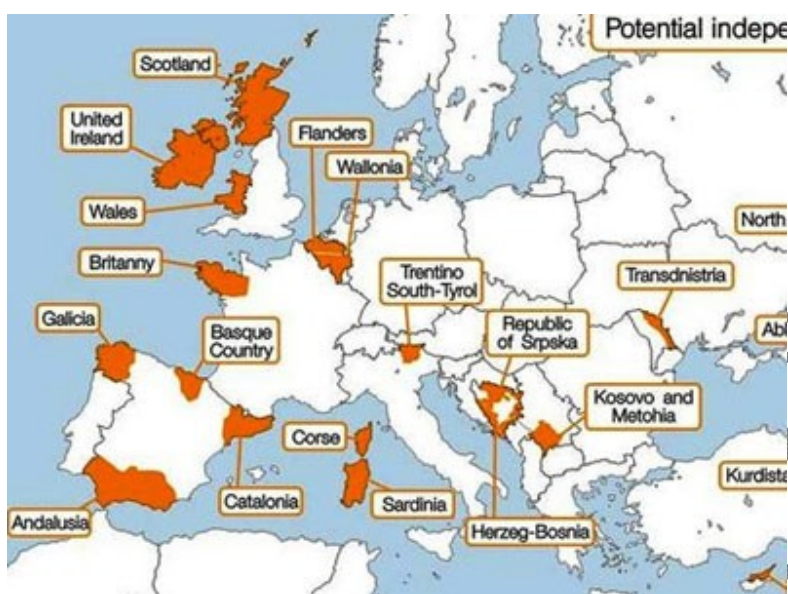 Potential indepe
Scotland
United
Ireland
Flanders
Wallonia
Wales
North
Britanny
Trentino
South-Tyrol
Transdnistria
Galicia
Basque
Country
Republic
of Srpska
Abl
Kosovo and
Metohia
Corse
Kurdista
Andalusia
Catalonia
Sardinia
Herzeg-Bosnia